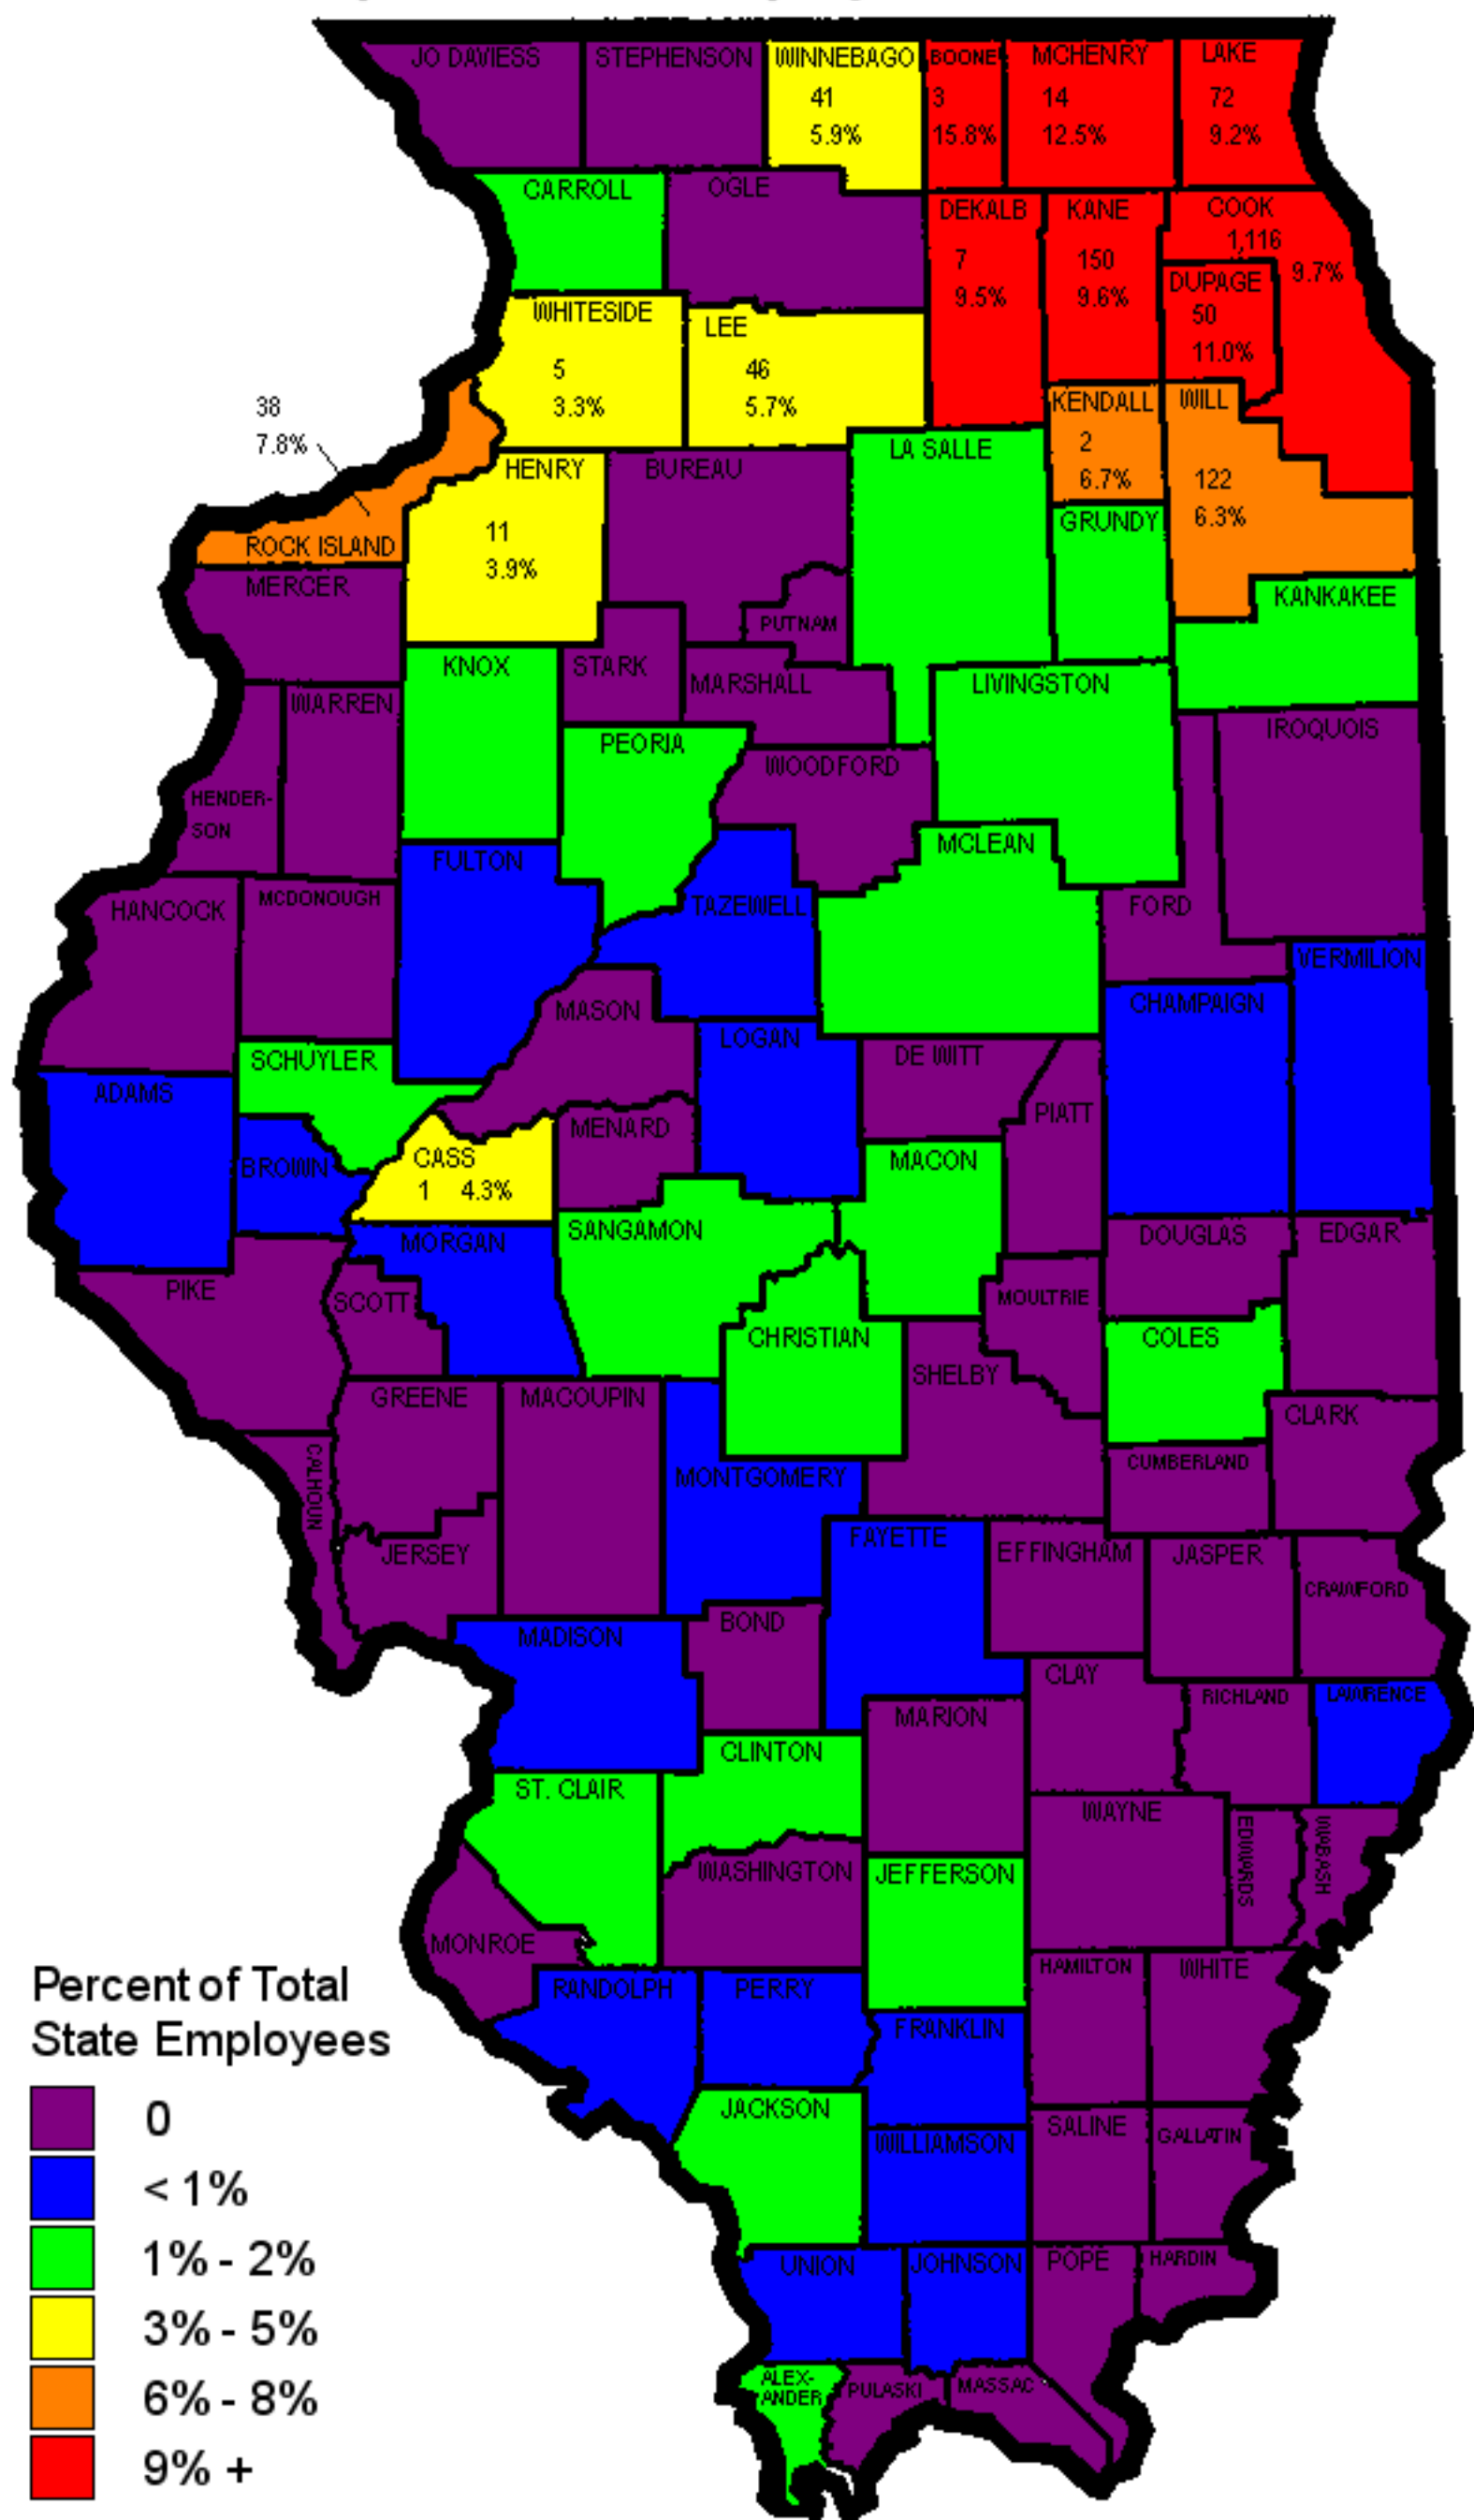 JO DAVIESS
STEPHENSON
WINNEBAGO
41
5.9%
BOONE
3
15.8%
MCHENRY
14
12.5%
LAKE
72
9.2%
CARROLL
OGLE
DEKALB
7
9.5%
KANE
150
9.6%
COOK
1,116
9.7%
DUPAGE
50
11.0%
WHITESIDE
5
3.3%
LEE
46
5.7%
38
7.8%
ROCK ISLAND
HENRY
11
3.9%
BUREAU
LA SALLE
KENDALL
2
6.7%
WILL
122
6.3%
GRUNDY
KANKAKEE
MERCER
PUTNAM
KNOX
STARK
MARSHALL
LIVINGSTON
WARREN
HENDER-
SON
PEORIA
WOODFORD
IROQUOIS
FULTON
MCLEAN
HANCOCK
MCDONOUGH
TAZEWELL
FORD
VERMILION
MASON
CHAMPAIGN
SCHUYLER
LOGAN
DE WITT
ADAMS
PIATT
BROWN
CASS
1 4.3%
MENARD
MACON
MORGAN
SANGAMON
DOUGLAS
EDGAR
PIKE
SCOTT
MOULTRIE
CHRISTIAN
COLES
SHELBY
GREENE
MACOUPIN
CLARK
CALHOUN
MONTGOMERY
CUMBERLAND
JERSEY
FAYETTE
EFFINGHAM
JASPER
CRAWFORD
MADISON
BOND
CLAY
RICHLAND
LAWRENCE
MARION
CLINTON
ST. CLAIR
WAYNE
EDWARDS
WABASH
WASHINGTON
JEFFERSON
MONROE
HAMILTON
WHITE
RANDOLPH
PERRY
FRANKLIN
JACKSON
WILLIAMSON
SALINE
GALLATIN
UNION
JOHNSON
POPE
HARDIN
ALEX-
ANDER
PULASKI
MASSAC
Percent of Total
State Employees
0
< 1%
1% - 2%
3% - 5%
6% - 8%
9% +